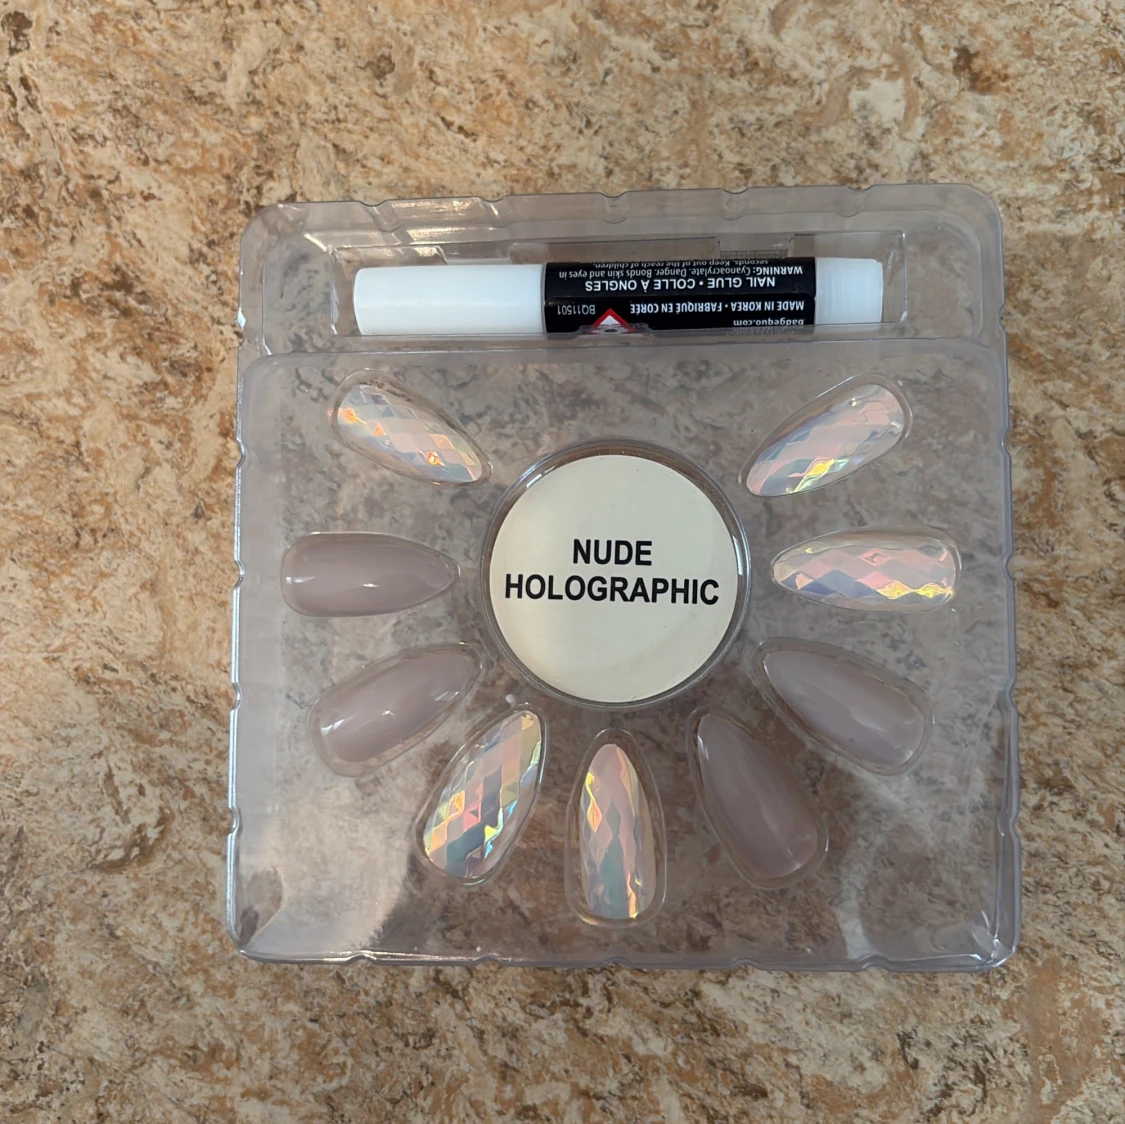 badgequo.com
MADE IN KOREA • FABRIQUÉ EN CORÉE
BQ11501
NAIL GLUE • COLLE À ONGLES
WARNING: Cyanoacrylate. Danger. Bonds skin and eyes in
seconds. Keep out of the reach of children.
NUDE
HOLOGRAPHIC